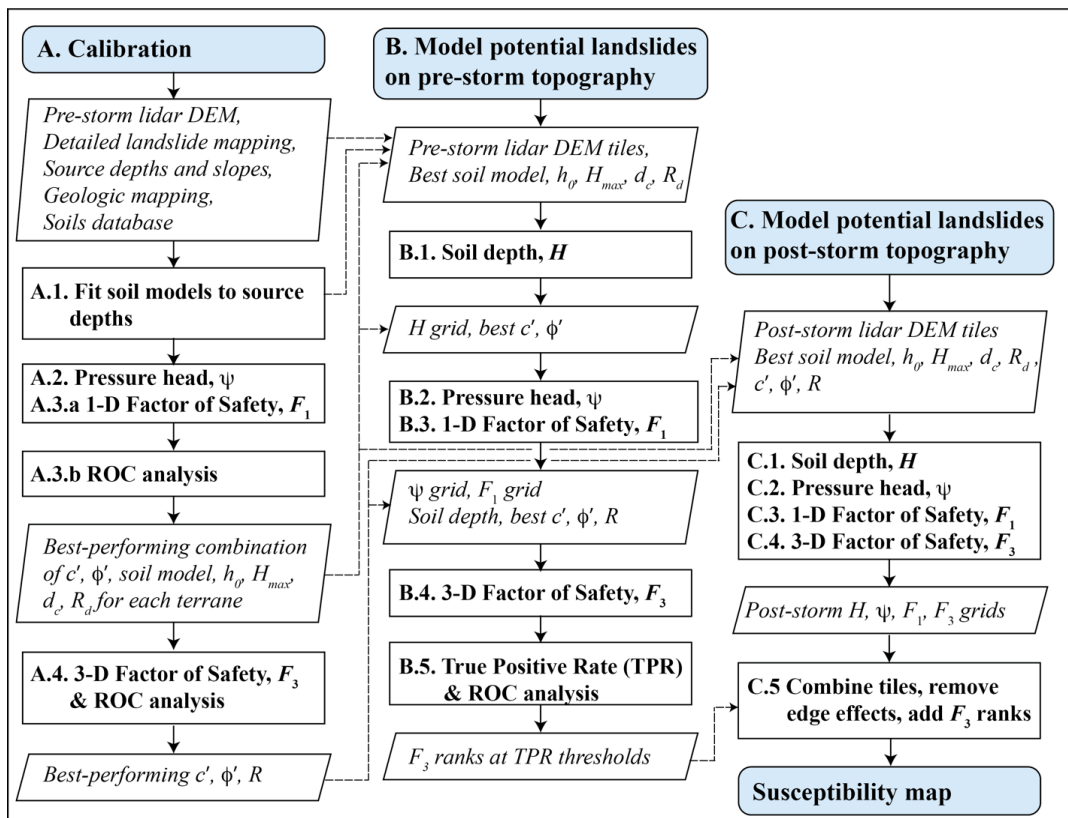 A. Calibration
Pre-storm lidar DEM,
Detailed landslide mapping,
Source depths and slopes,
Geologic mapping,
Soils database
A.1. Fit soil models to source
depths
A.2. Pressure head, ψ
A.3.a 1-D Factor of Safety, F₁
A.3.b ROC analysis
Best-performing combination
of c′, ϕ′, soil model, h₀, Hₘₐₓ,
d_c, R_d for each terrane
A.4. 3-D Factor of Safety, F₃
& ROC analysis
Best-performing c′, ϕ′, R
B. Model potential landslides
on pre-storm topography
Pre-storm lidar DEM tiles,
Best soil model, h₀, Hₘₐₓ, d_c, R_d
B.1. Soil depth, H
H grid, best c′, ϕ′
B.2. Pressure head, ψ
B.3. 1-D Factor of Safety, F₁
ψ grid, F₁ grid
Soil depth, best c′, ϕ′, R
B.4. 3-D Factor of Safety, F₃
B.5. True Positive Rate (TPR)
& ROC analysis
F₃ ranks at TPR thresholds
C. Model potential landslides
on post-storm topography
Post-storm lidar DEM tiles
Best soil model, h₀, Hₘₐₓ, d_c, R_d,
c′, ϕ′, R
C.1. Soil depth, H
C.2. Pressure head, ψ
C.3. 1-D Factor of Safety, F₁
C.4. 3-D Factor of Safety, F₃
Post-storm H, ψ, F₁, F₃ grids
C.5 Combine tiles, remove
edge effects, add F₃ ranks
Susceptibility map